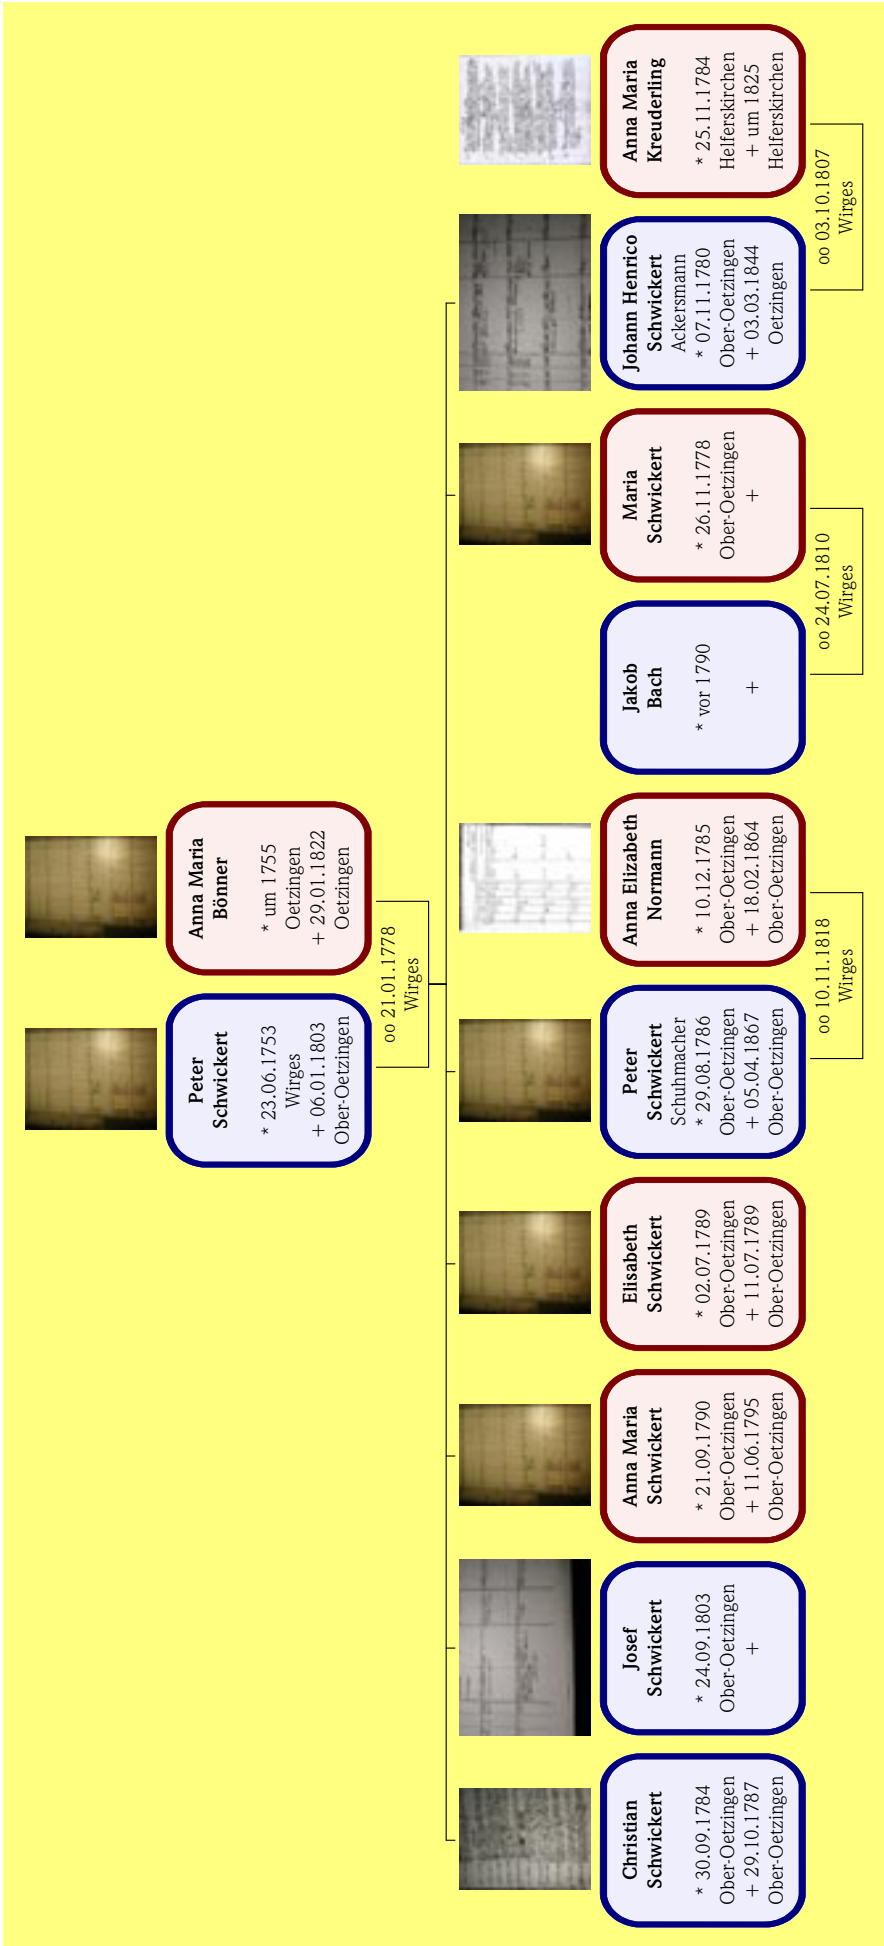 Peter
Schwickert
* 23.06.1753
Wirges
+ 06.01.1803
Ober-Oetzingen
Anna Maria
Bönner
* um 1755
Oetzingen
+ 29.01.1822
Oetzingen
oo 21.01.1778
Wirges
Christian
Schwickert
* 30.09.1784
Ober-Oetzingen
+ 29.10.1787
Ober-Oetzingen
Josef
Schwickert
* 24.09.1803
Ober-Oetzingen
+
Anna Maria
Schwickert
* 21.09.1790
Ober-Oetzingen
+ 11.06.1795
Ober-Oetzingen
Elisabeth
Schwickert
* 02.07.1789
Ober-Oetzingen
+ 11.07.1789
Ober-Oetzingen
Peter
Schwickert
Schuhmacher
* 29.08.1786
Ober-Oetzingen
+ 05.04.1867
Ober-Oetzingen
Anna Elizabeth
Normann
* 10.12.1785
Ober-Oetzingen
+ 18.02.1864
Ober-Oetzingen
oo 10.11.1818
Wirges
Jakob
Bach
* vor 1790
+
Maria
Schwickert
* 26.11.1778
Ober-Oetzingen
+
oo 24.07.1810
Wirges
Johann Henrico
Schwickert
Ackersmann
* 07.11.1780
Ober-Oetzingen
+ 03.03.1844
Oetzingen
Anna Maria
Kreuderling
* 25.11.1784
Helferskirchen
+ um 1825
Helferskirchen
oo 03.10.1807
Wirges